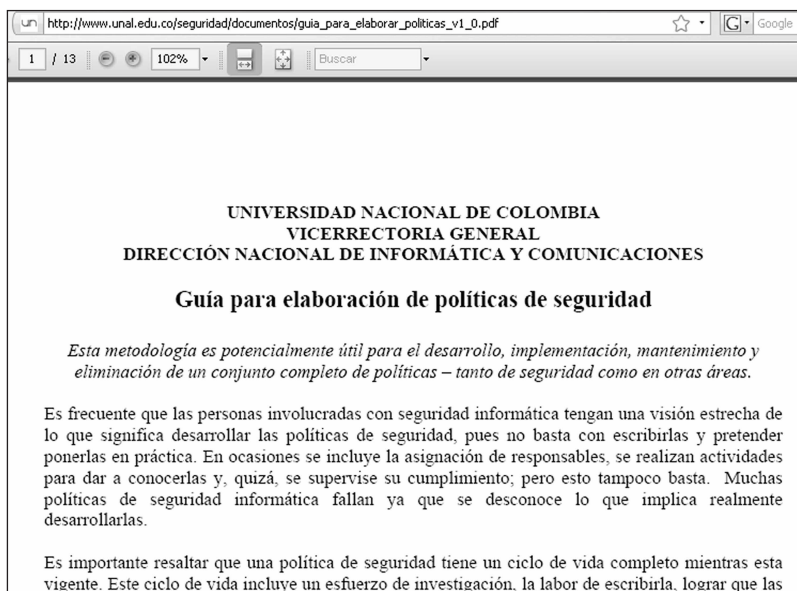 un http://www.unal.edu.co/seguridad/documentos/guia_para_elaborar_politicas_v1_0.pdf G Google
1 / 13 102% Buscar
UNIVERSIDAD NACIONAL DE COLOMBIA
VICERRECTORIA GENERAL
DIRECCIÓN NACIONAL DE INFORMÁTICA Y COMUNICACIONES
Guía para elaboración de políticas de seguridad
Esta metodología es potencialmente útil para el desarrollo, implementación, mantenimiento y
eliminación de un conjunto completo de políticas – tanto de seguridad como en otras áreas.
Es frecuente que las personas involucradas con seguridad informática tengan una visión estrecha de
lo que significa desarrollar las políticas de seguridad, pues no basta con escribirlas y pretender
ponerlas en práctica. En ocasiones se incluye la asignación de responsables, se realizan actividades
para dar a conocerlas y, quizá, se supervise su cumplimiento; pero esto tampoco basta. Muchas
políticas de seguridad informática fallan ya que se desconoce lo que implica realmente
desarrollarlas.
Es importante resaltar que una política de seguridad tiene un ciclo de vida completo mientras esta
vigente. Este ciclo de vida incluye un esfuerzo de investigación, la labor de escribirla, lograr que las